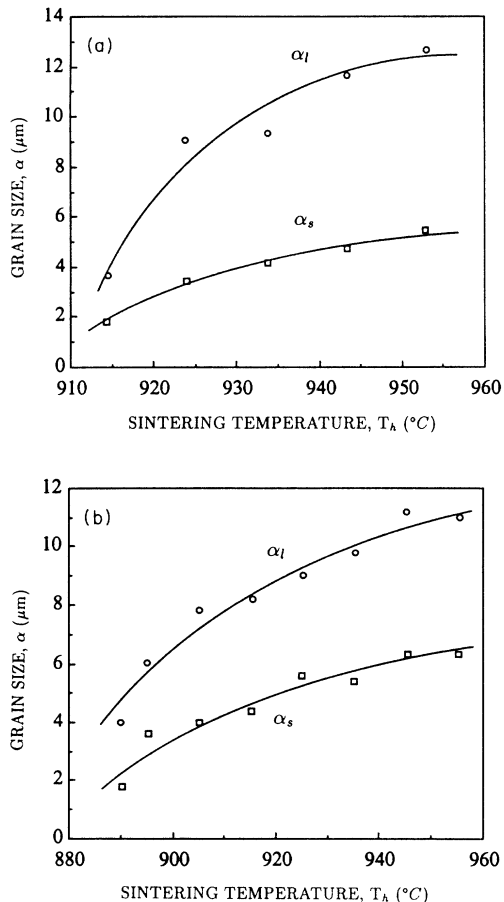 (a)
14
12
10
8
6
4
2
0
αl
αs
GRAIN SIZE, α (μm)
910 920 930 940 950 960
SINTERING TEMPERATURE, Th (°C)
(b)
12
10
8
6
4
2
0
αl
αs
GRAIN SIZE, α (μm)
880 900 920 940 960
SINTERING TEMPERATURE, Th (°C)